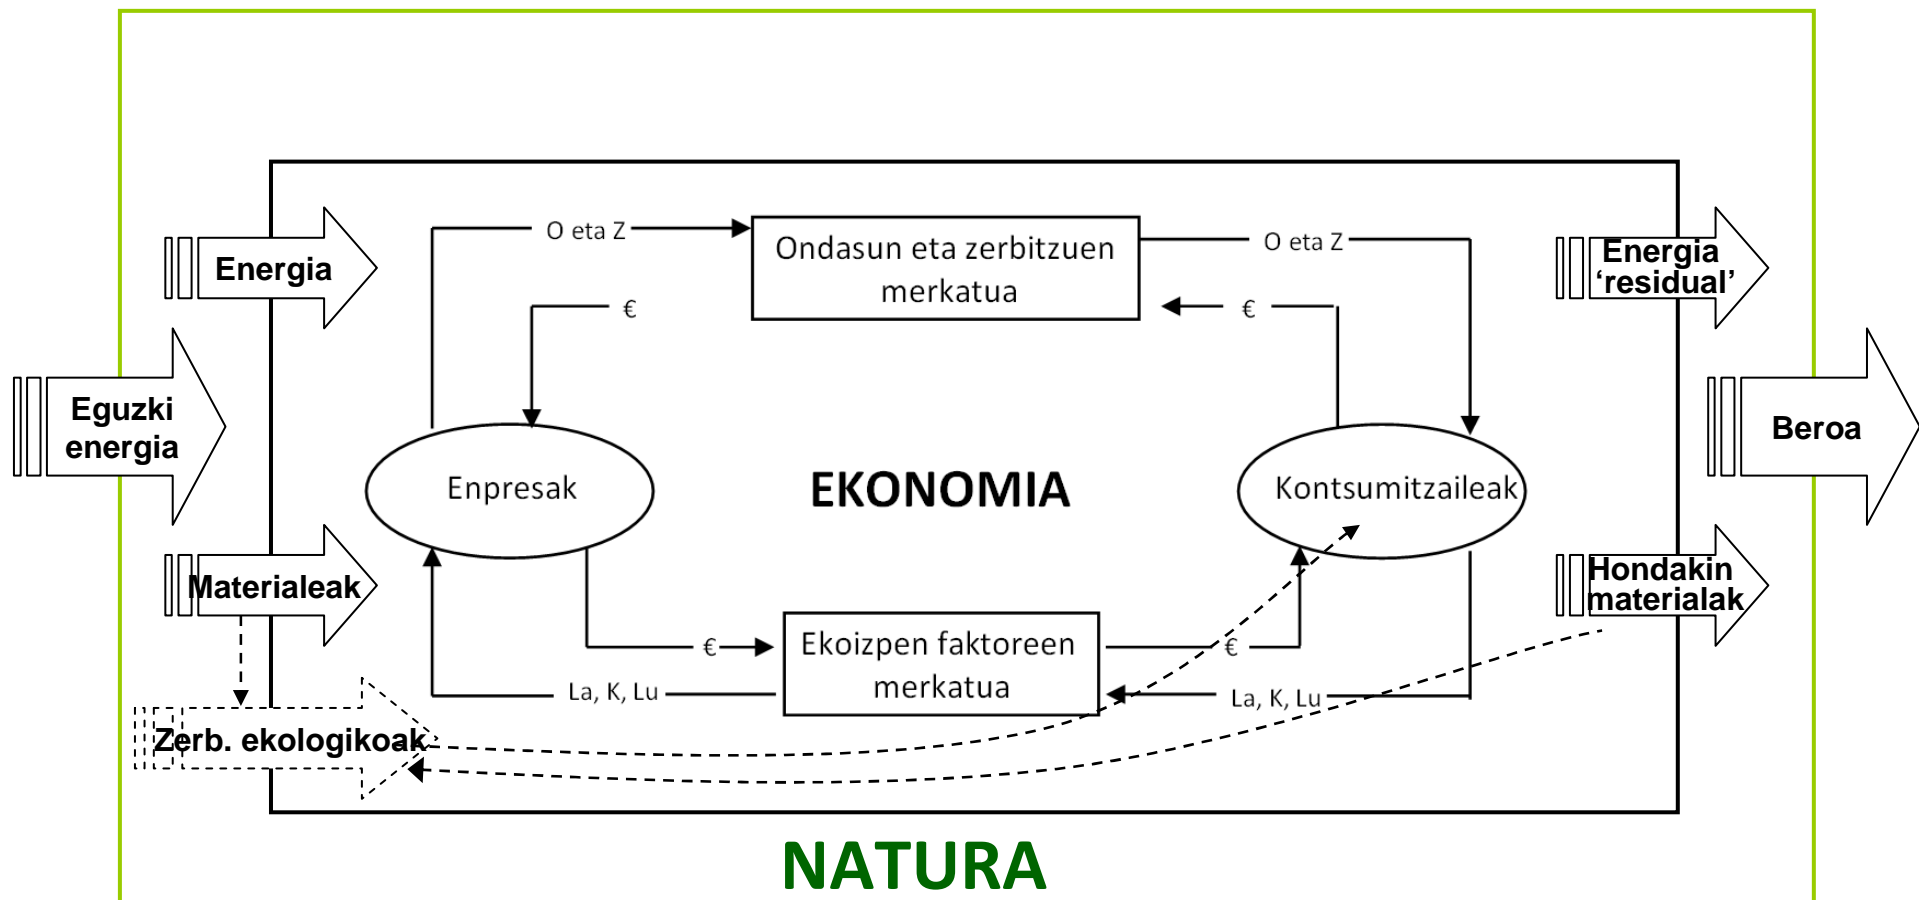 O eta Z
Ondasun eta zerbitzuen
merkatua
O eta Z
Energia
Energia
‘residual’
€
€
Eguzki
energia
Beroa
Enpresak
EKONOMIA
Kontsumitzaileak
Materialeak
Hondakin
materialak
€
Ekoizpen faktoreen
merkatua
€
La, K, Lu
La, K, Lu
Zerb. ekologikoak
NATURA